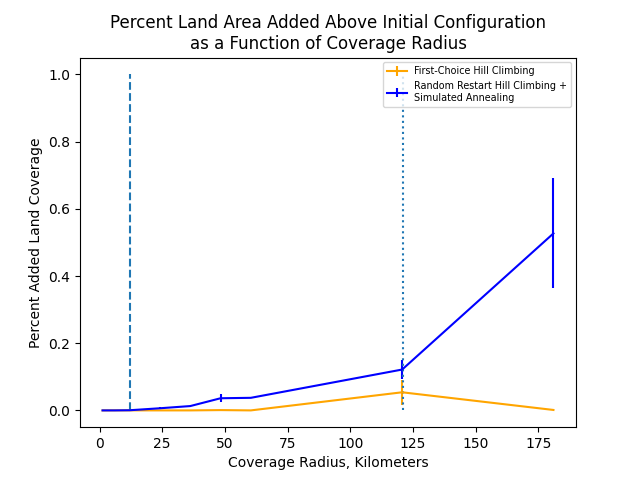 Percent Land Area Added Above Initial Configuration
as a Function of Coverage Radius
First-Choice Hill Climbing
Random Restart Hill Climbing +
Simulated Annealing
Percent Added Land Coverage
1.0
0.8
0.6
0.4
0.2
0.0
0 25 50 75 100 125 150 175
Coverage Radius, Kilometers